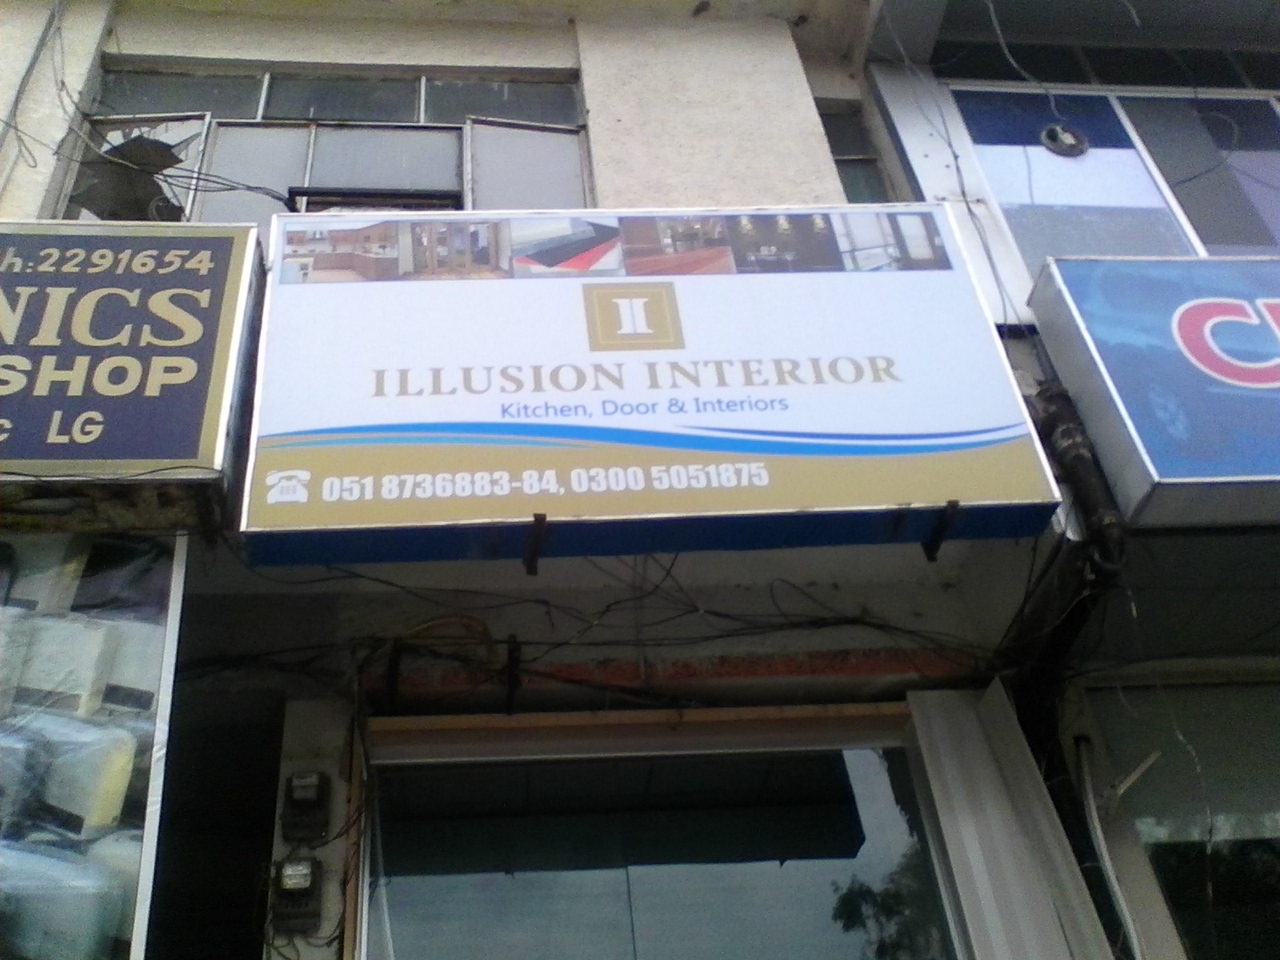 h:2291654
NICS
SHOP
c LG
II
ILLUSION INTERIOR
Kitchen, Door & Interiors
051 8736883-84, 0300 5051875